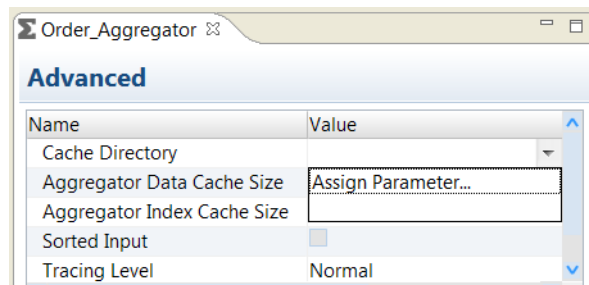 Order_Aggregator
Advanced
Name Value
Cache Directory
Aggregator Data Cache Size Assign Parameter...
Aggregator Index Cache Size
Sorted Input
Tracing Level Normal